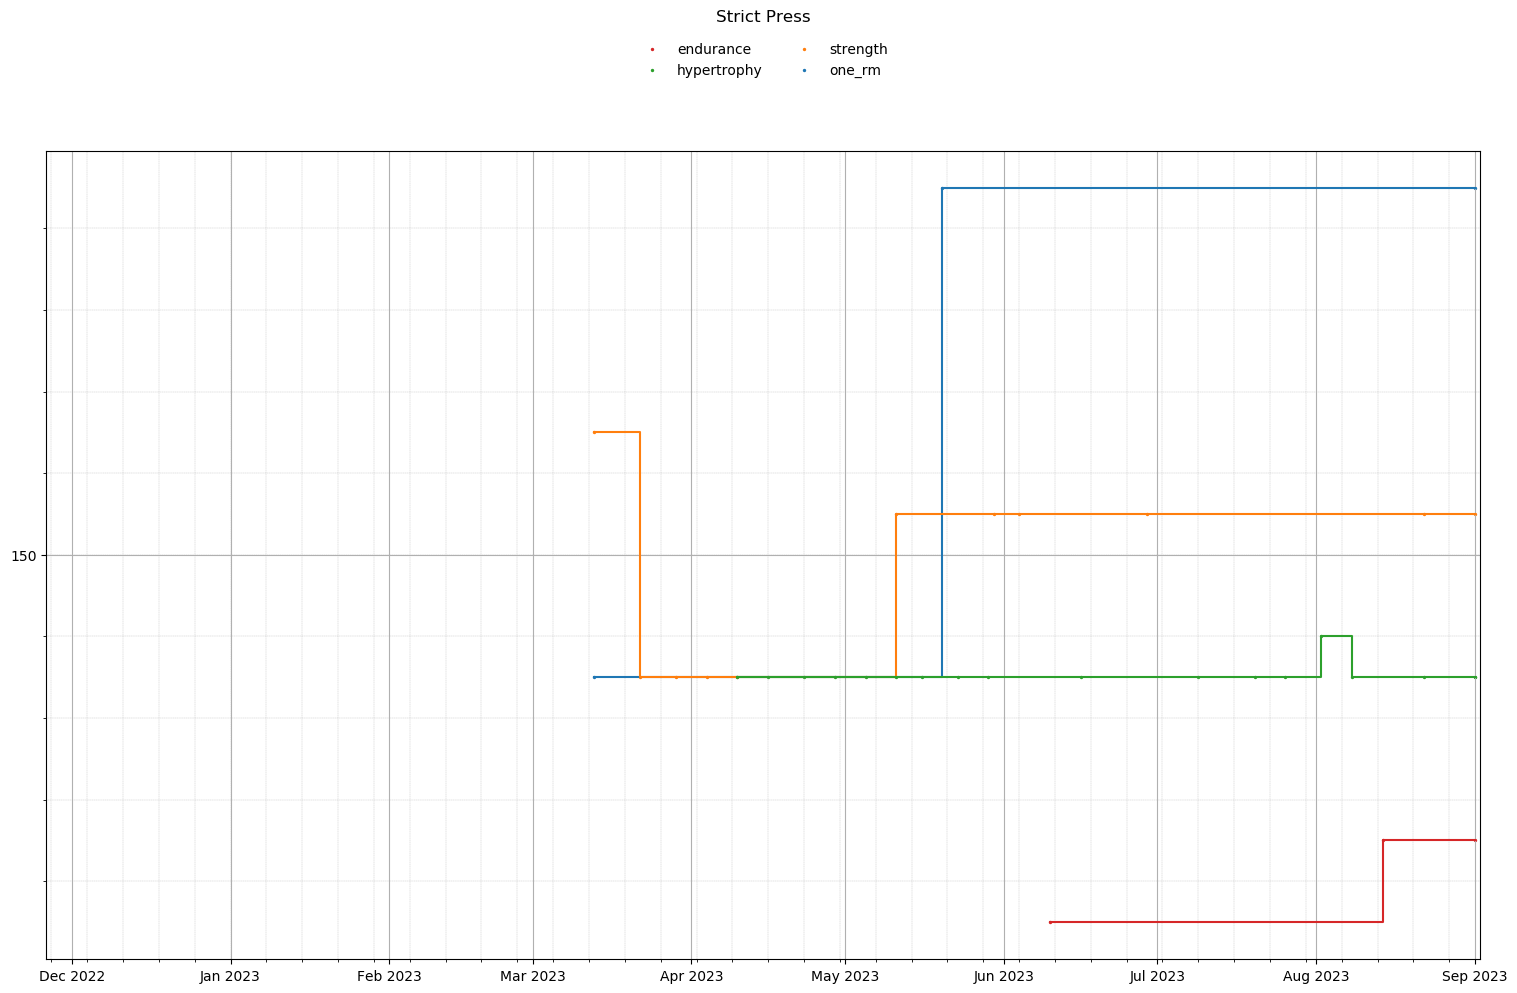 Strict Press
endurance
hypertrophy
strength
one_rm
150
Dec 2022
Jan 2023
Feb 2023
Mar 2023
Apr 2023
May 2023
Jun 2023
Jul 2023
Aug 2023
Sep 2023